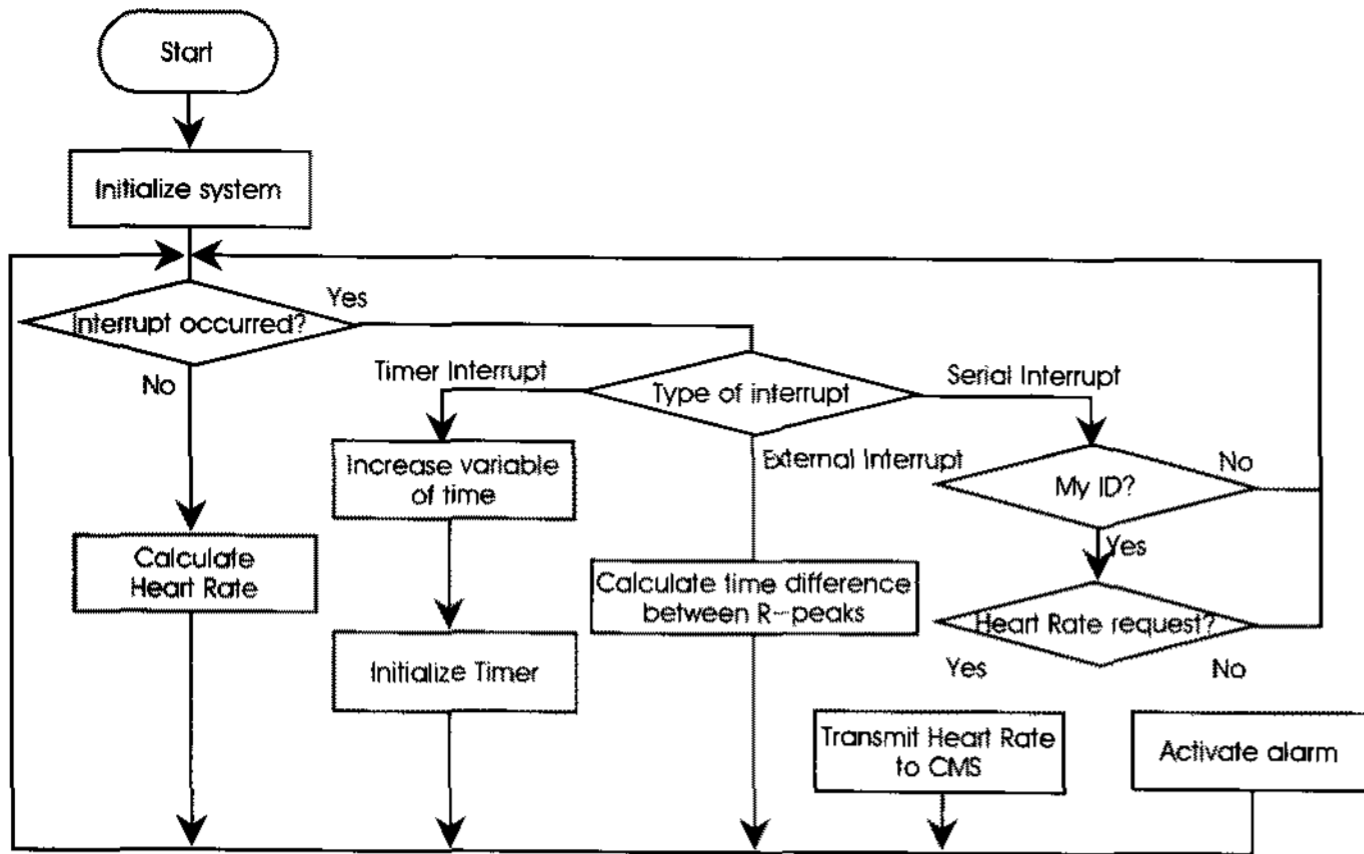 Start
Initialize system
Interrupt occurred?
Yes
No
Timer Interrupt
Type of interrupt
Serial Interrupt
External Interrupt
Increase variable
of time
My ID?
No
Yes
Calculate
Heart Rate
Calculate time difference
between R-peaks
Heart Rate request?
Initialize Timer
Yes
No
Transmit Heart Rate
to CMS
Activate alarm